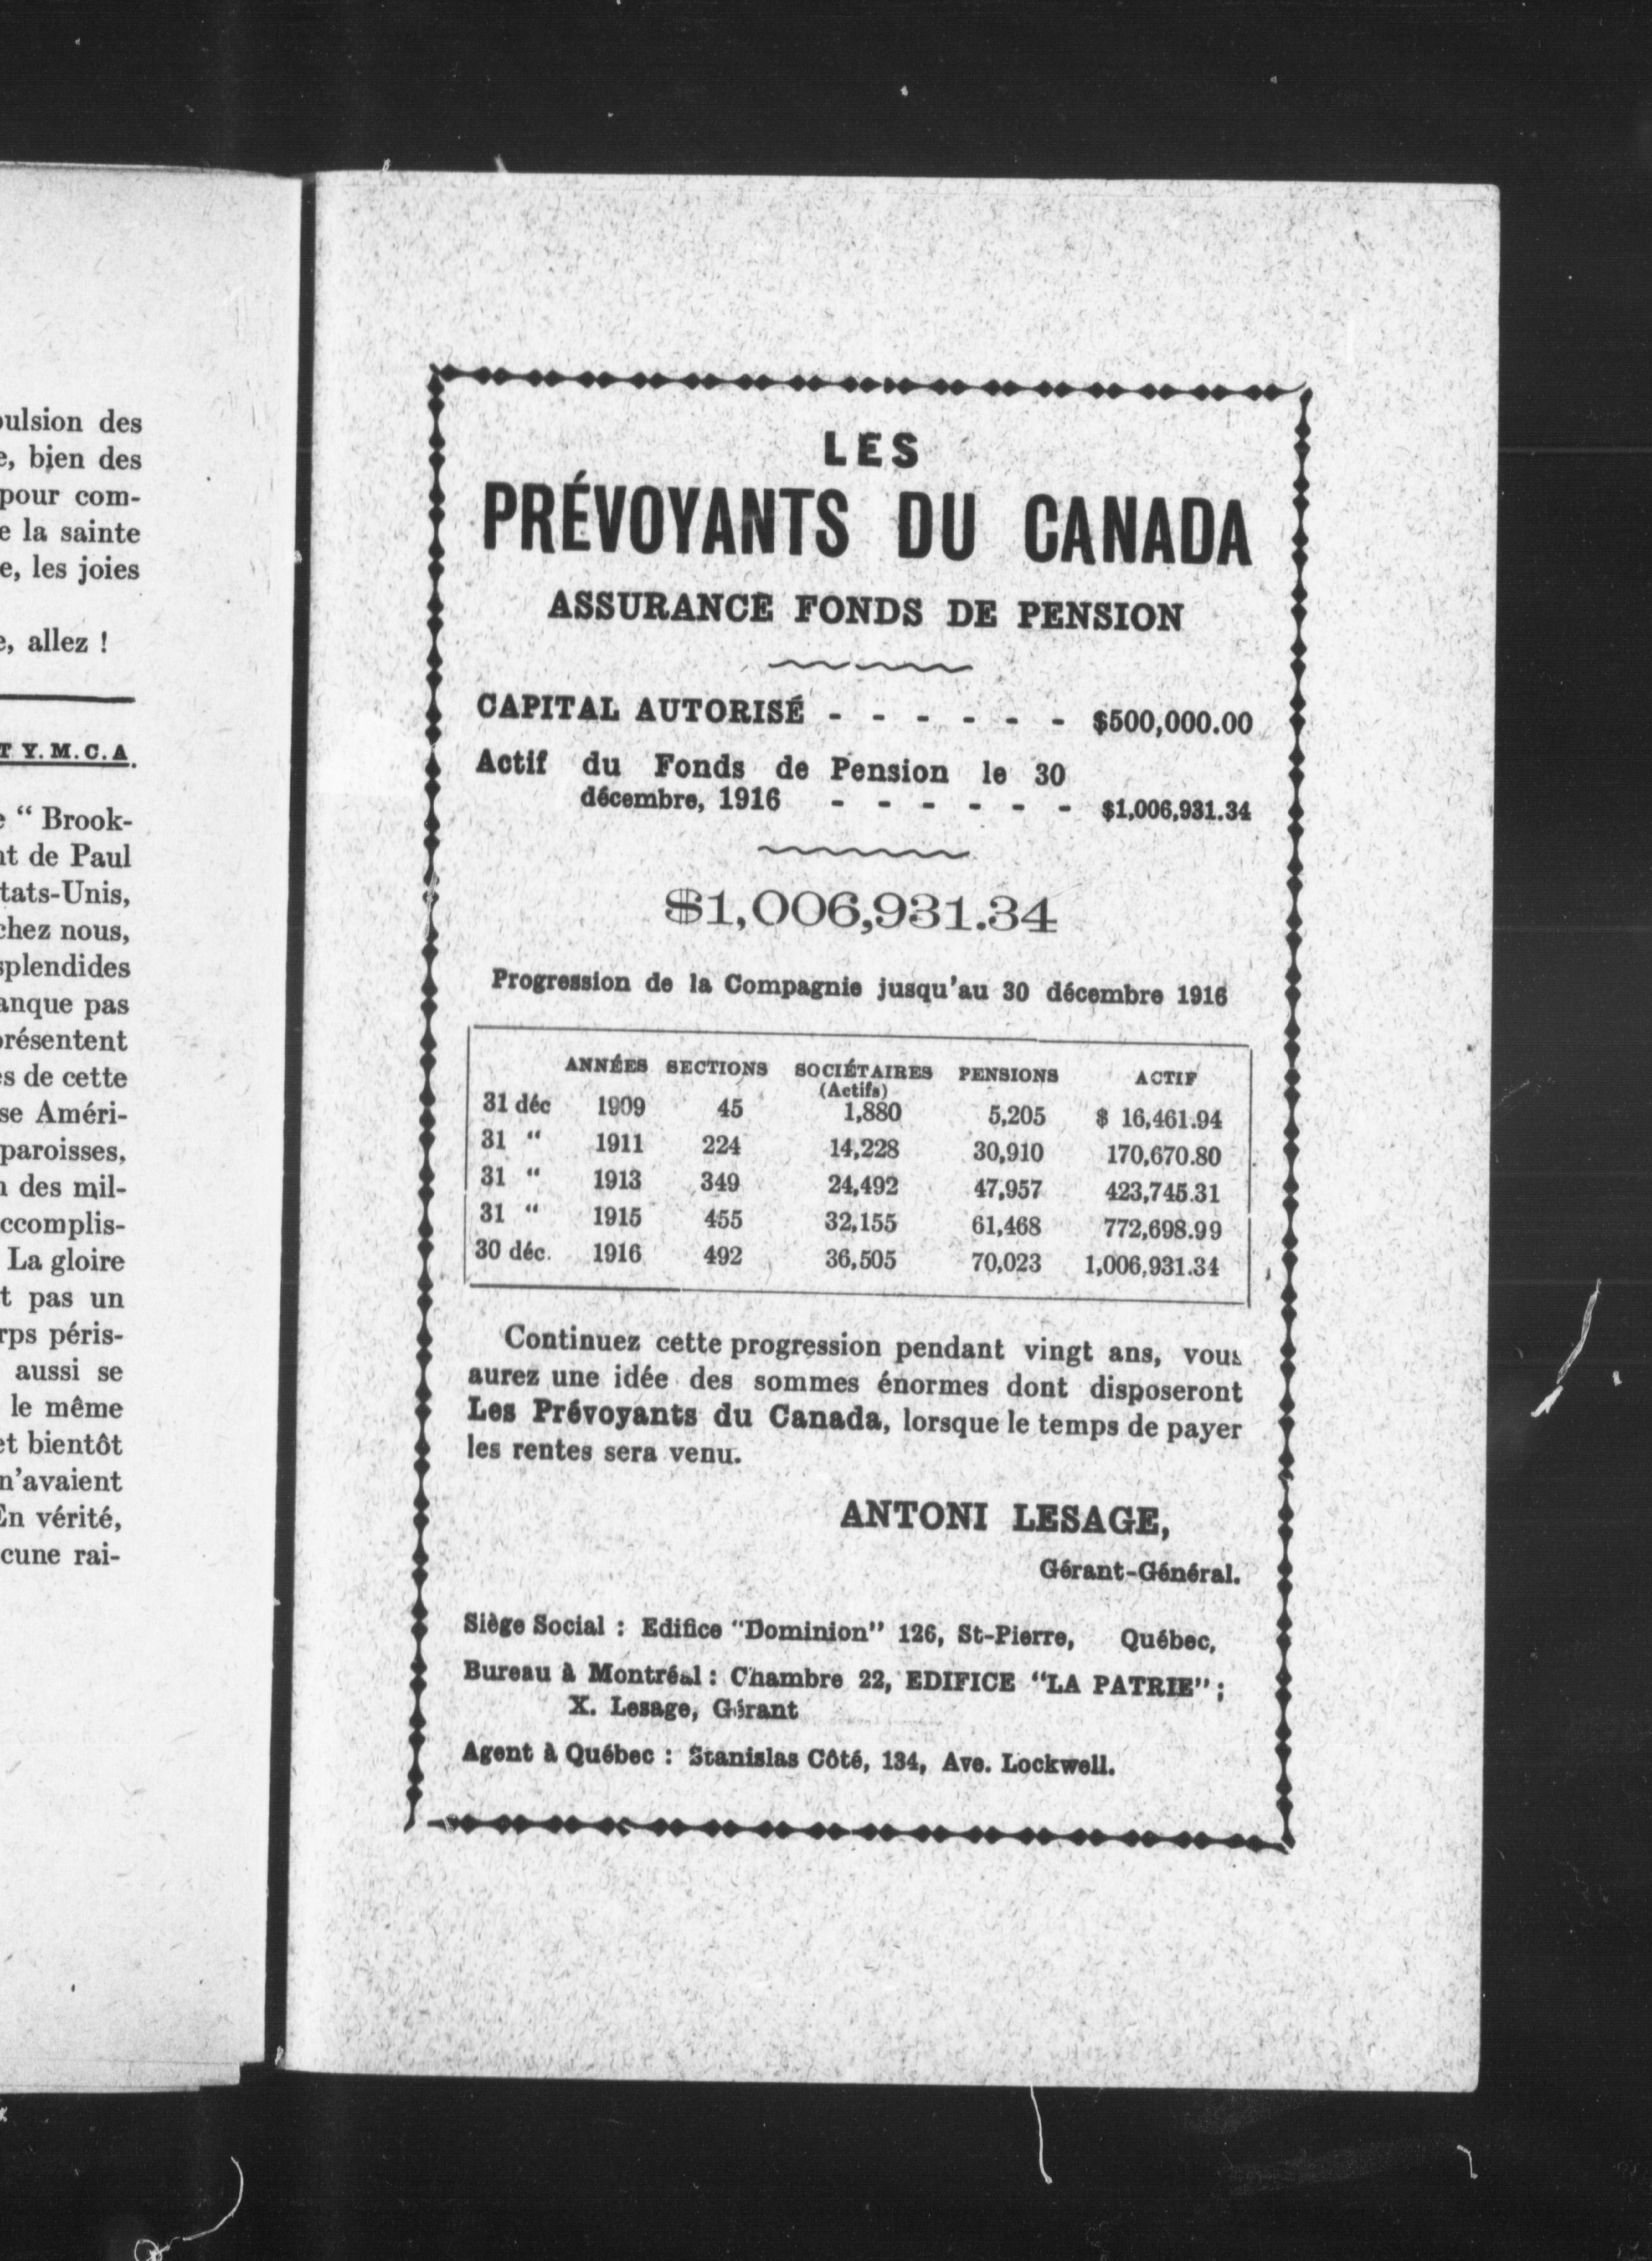 ulsion des
e, bien des
pour com-
e la sainte
e, les joies
e, allez !
T Y.M.C.A.
e " Brook-
nt de Paul
tats-Unis,
chez nous,
splendides
anque pas
présentent
es de cette
se Améri-
paroisses,
n des mil-
ccomplis-
La gloire
t pas un
rps péris-
aussi se
le même
et bientôt
n'avaient
En vérité,
cune rai-
LES
PRÉVOYANTS DU CANADA
ASSURANCE FONDS DE PENSION
CAPITAL AUTORISÉ - - - - - - $500,000.00
Actif du Fonds de Pension le 30
décembre, 1916 - - - - - - $1,006,931.34
$1,006,931.34
Progression de la Compagnie jusqu'au 30 décembre 1916
ANNÉES SECTIONS SOCIÉTAIRES PENSIONS ACTIF
(Actifs)
31 déc 1909 45 1,880 5,205 $ 16,461.94
31 " 1911 224 14,228 30,910 170,670.80
31 " 1913 349 24,492 47,957 423,745.31
31 " 1915 455 32,155 61,468 772,698.99
30 déc. 1916 492 36,505 70,023 1,006,931.34
Continuez cette progression pendant vingt ans, vous
aurez une idée des sommes énormes dont disposeront
Les Prévoyants du Canada, lorsque le temps de payer
les rentes sera venu.
ANTONI LESAGE,
Gérant-Général.
Siège Social : Edifice "Dominion" 126, St-Pierre, Québec,
Bureau à Montréal : Chambre 22, EDIFICE "LA PATRIE" ;
X. Lesage, Gérant
Agent à Québec : Stanislas Côté, 134, Ave. Lockwell.